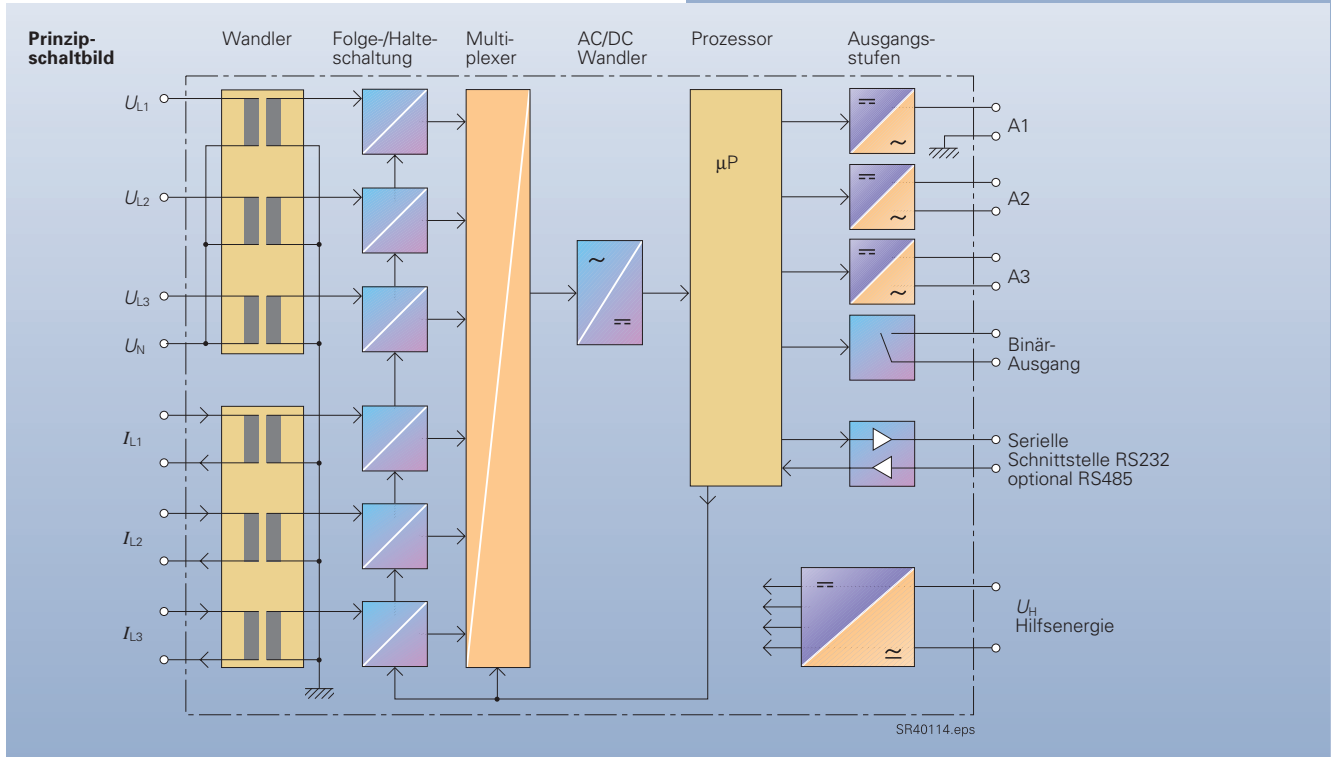 Prinzip-
schaltbild
Wandler
Folge-/Halte-
schaltung
Multi-
plexer
AC/DC
Wandler
Prozessor
Ausgangs-
stufen
UL1
UL2
UL3
UN
IL1
IL2
IL3
~
µP
~
A1
~
A2
~
A3
Binär-
Ausgang
Serielle
Schnittstelle RS232
optional RS485
UH
Hilfsenergie
SR40114.eps